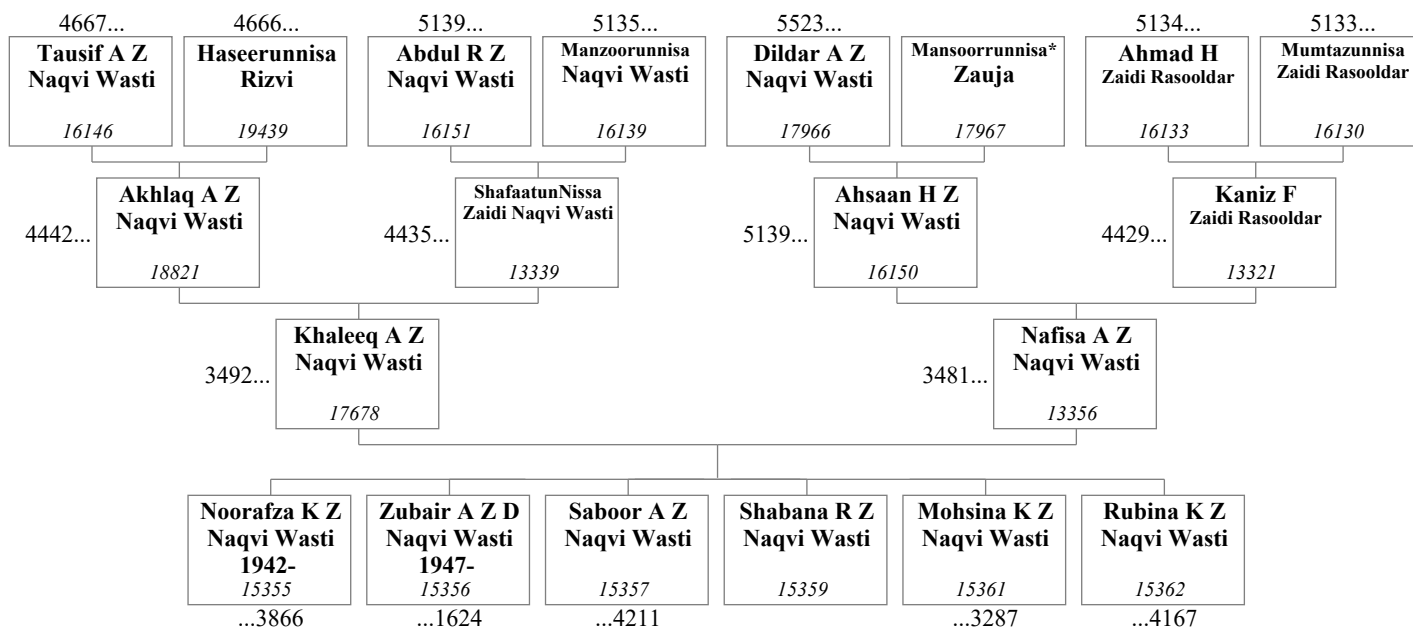 4667...
4666...
5139...
5135...
5523...
5134...
5133...
Tausif A Z
Naqvi Wasti
16146
Haseerunnisa
Rizvi
19439
Abdul R Z
Naqvi Wasti
16151
Manzoorunnisa
Naqvi Wasti
16139
Dildar A Z
Naqvi Wasti
17966
Mansoorrunnisa*
Zauja
17967
Ahmad H
Zaidi Rasooldar
16133
Mumtazunnisa
Zaidi Rasooldar
16130
4442...
Akhlaq A Z
Naqvi Wasti
18821
4435...
ShafaatunNissa
Zaidi Naqvi Wasti
13339
5139...
Ahsaan H Z
Naqvi Wasti
16150
4429...
Kaniz F
Zaidi Rasooldar
13321
3492...
Khaleeq A Z
Naqvi Wasti
17678
3481...
Nafisa A Z
Naqvi Wasti
13356
Noorafza K Z
Naqvi Wasti
1942-
15355
...3866
Zubair A Z D
Naqvi Wasti
1947-
15356
...1624
Saboor A Z
Naqvi Wasti
15357
...4211
Shabana R Z
Naqvi Wasti
15359
Mohsina K Z
Naqvi Wasti
15361
...3287
Rubina K Z
Naqvi Wasti
15362
...4167